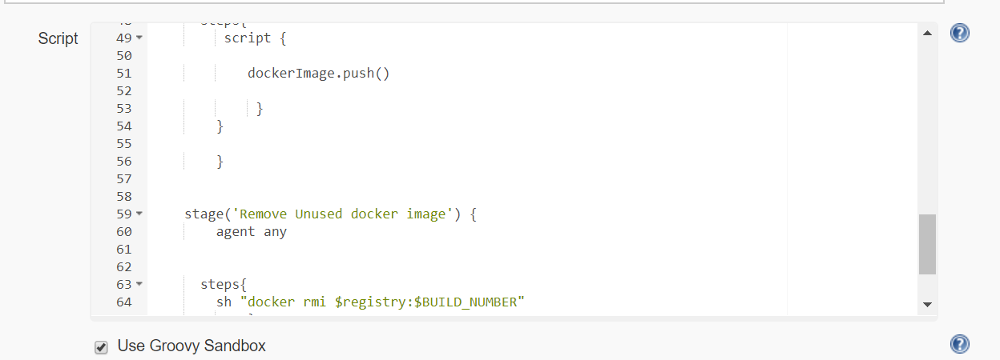 Script
steps{
49 script {
50
51 dockerImage.push()
52
53 }
54 }
55
56 }
57
58
59 stage('Remove Unused docker image') {
60 agent any
61
62
63 steps{
64 sh "docker rmi $registry:$BUILD_NUMBER"
Use Groovy Sandbox